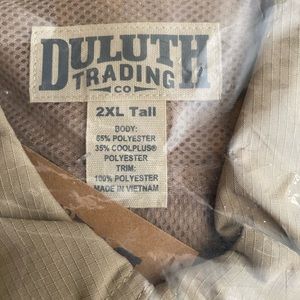 DULUTH
TRADING
CO
2XL Tall
BODY:
65% POLYESTER
35% COOLPLUS®
POLYESTER
TRIM:
100% POLYESTER
MADE IN VIETNAM